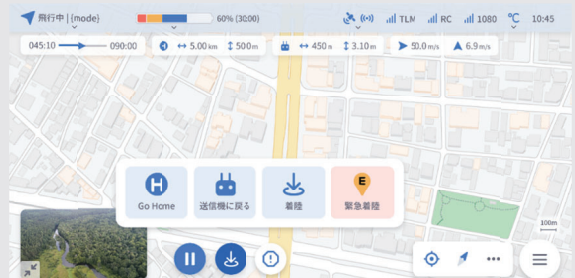 飛行中 | {mode}
60% (30:00)
TLM
RC
1080
℃
10:45
045:10
090:00
5.00 km
500 m
450 m
3.10 m
50.0 m/s
6.9 m/s
H
Go Home
送信機に戻る
着陸
E
緊急着陸
100m